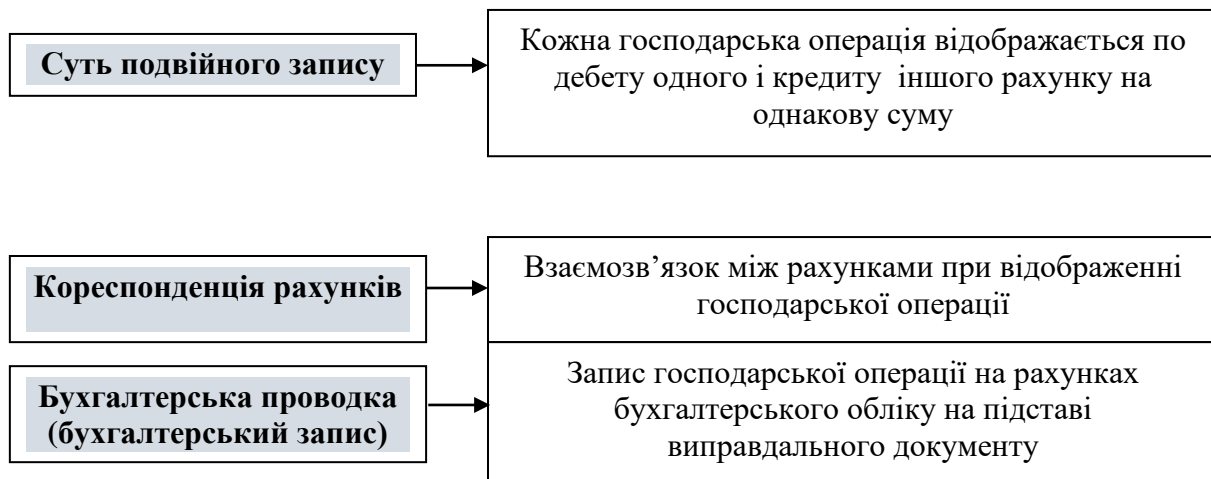 Суть подвійного запису
Кожна господарська операція відображається по
дебету одного і кредиту іншого рахунку на
однакову суму
Кореспонденція рахунків
Взаємозв’язок між рахунками при відображенні
господарської операції
Бухгалтерська проводка
(бухгалтерський запис)
Запис господарської операції на рахунках
бухгалтерського обліку на підставі
виправдального документу